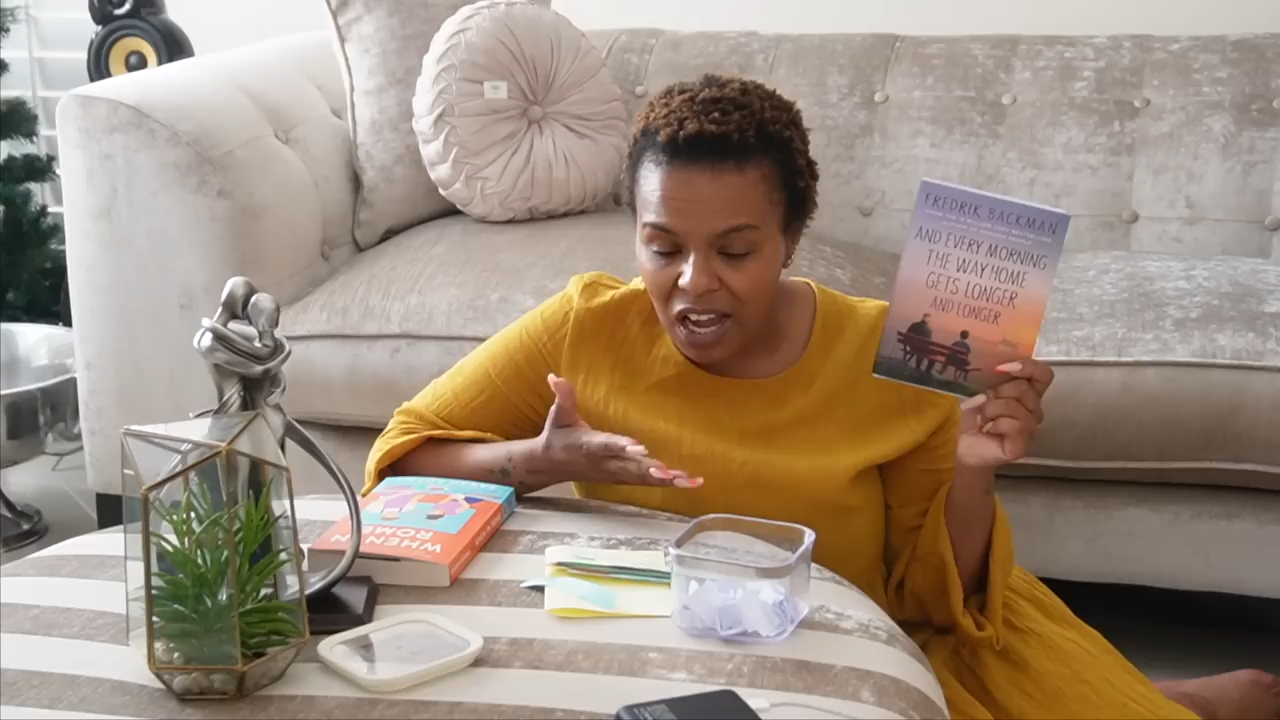 FREDRIK BACKMAN
AND EVERY MORNING
THE WAY HOME
GETS LONGER
AND LONGER
WHEN
ROME